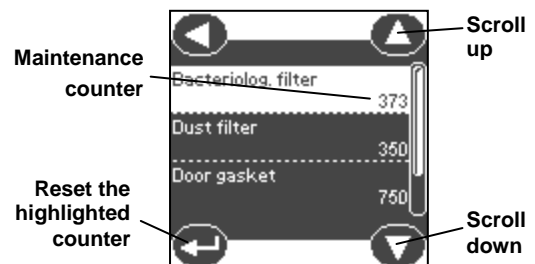 Scroll
up
Maintenance
counter
Bacteriolog. filter
373
Dust filter
350
Door gasket
750
Reset the
highlighted
counter
Scroll
down